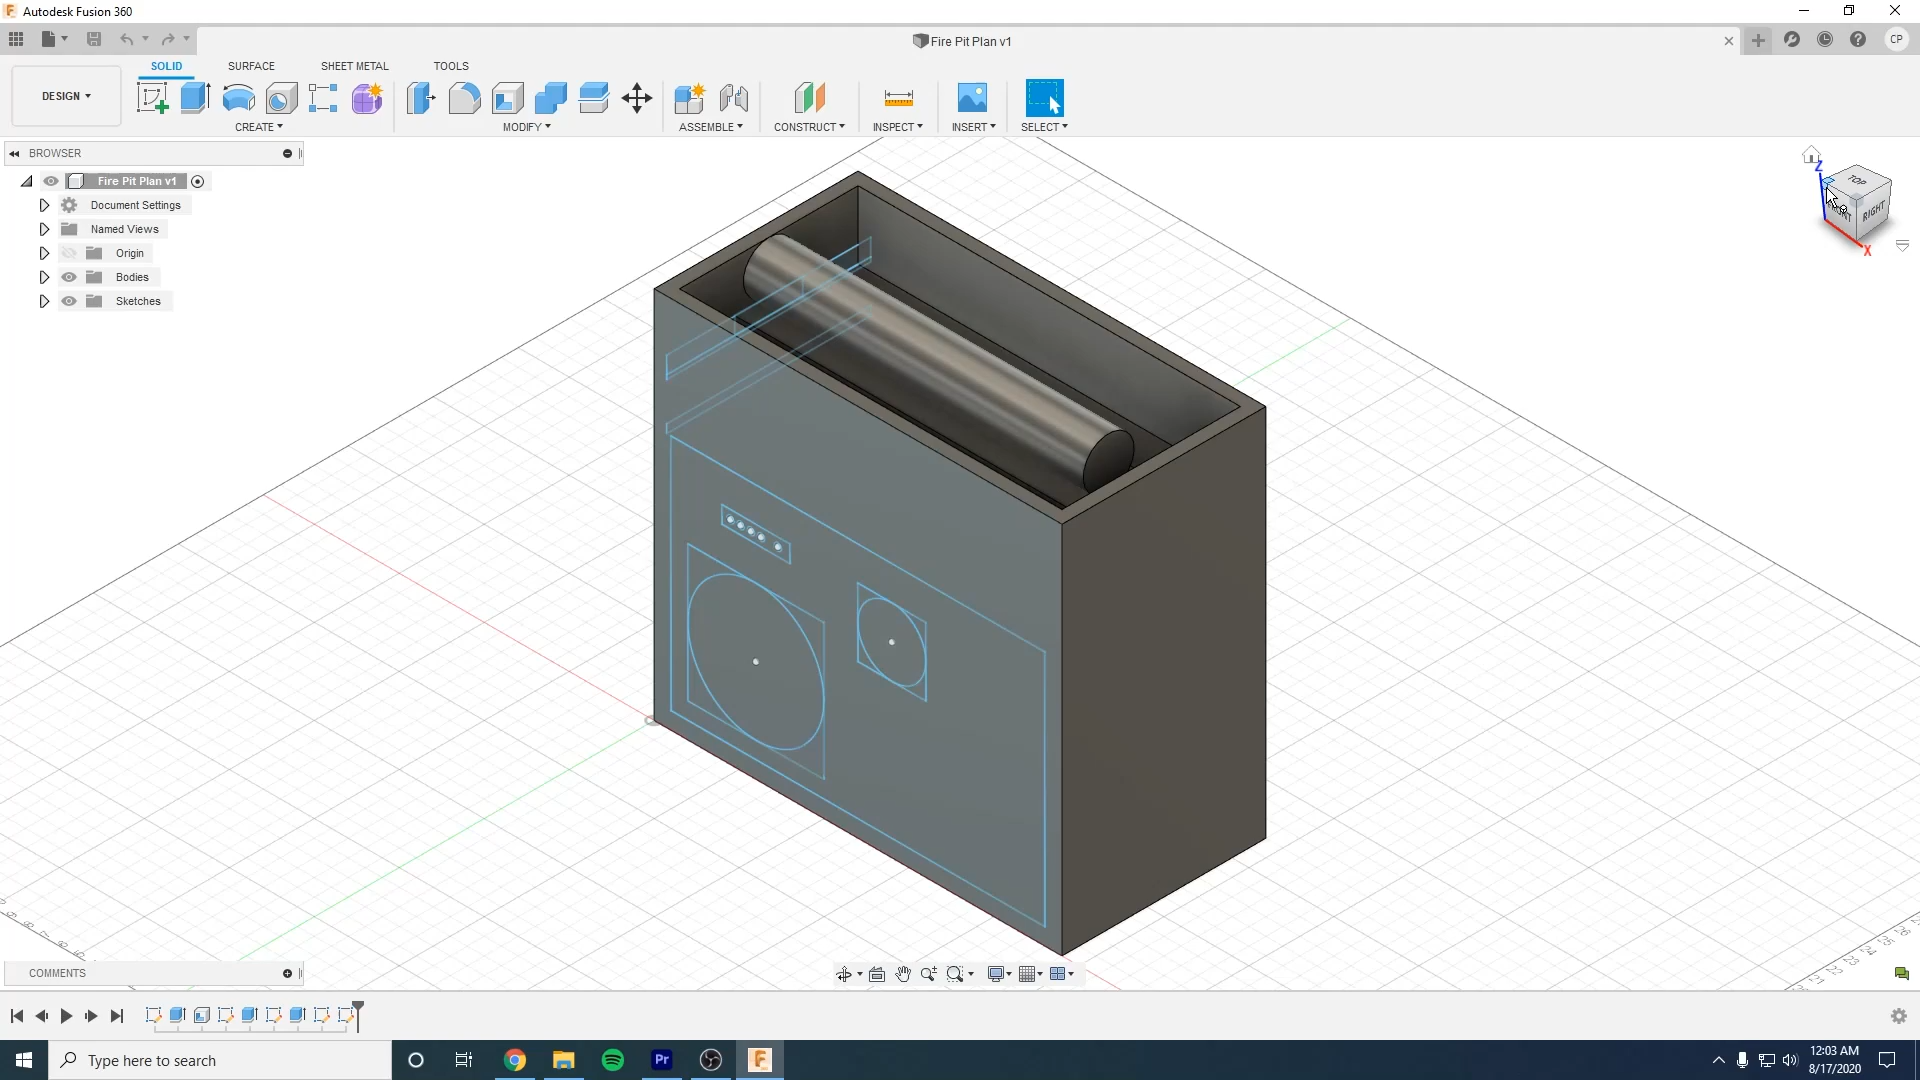 Autodesk Fusion 360
Fire Pit Plan v1
CP
SOLID SURFACE SHEET METAL TOOLS
DESIGN
CREATE MODIFY ASSEMBLE CONSTRUCT INSPECT INSERT SELECT
BROWSER
Fire Pit Plan v1
Document Settings
Named Views
Origin
Bodies
Sketches
Z
TOP
RIGHT
X
COMMENTS
Type here to search
Pr
12:03 AM
8/17/2020